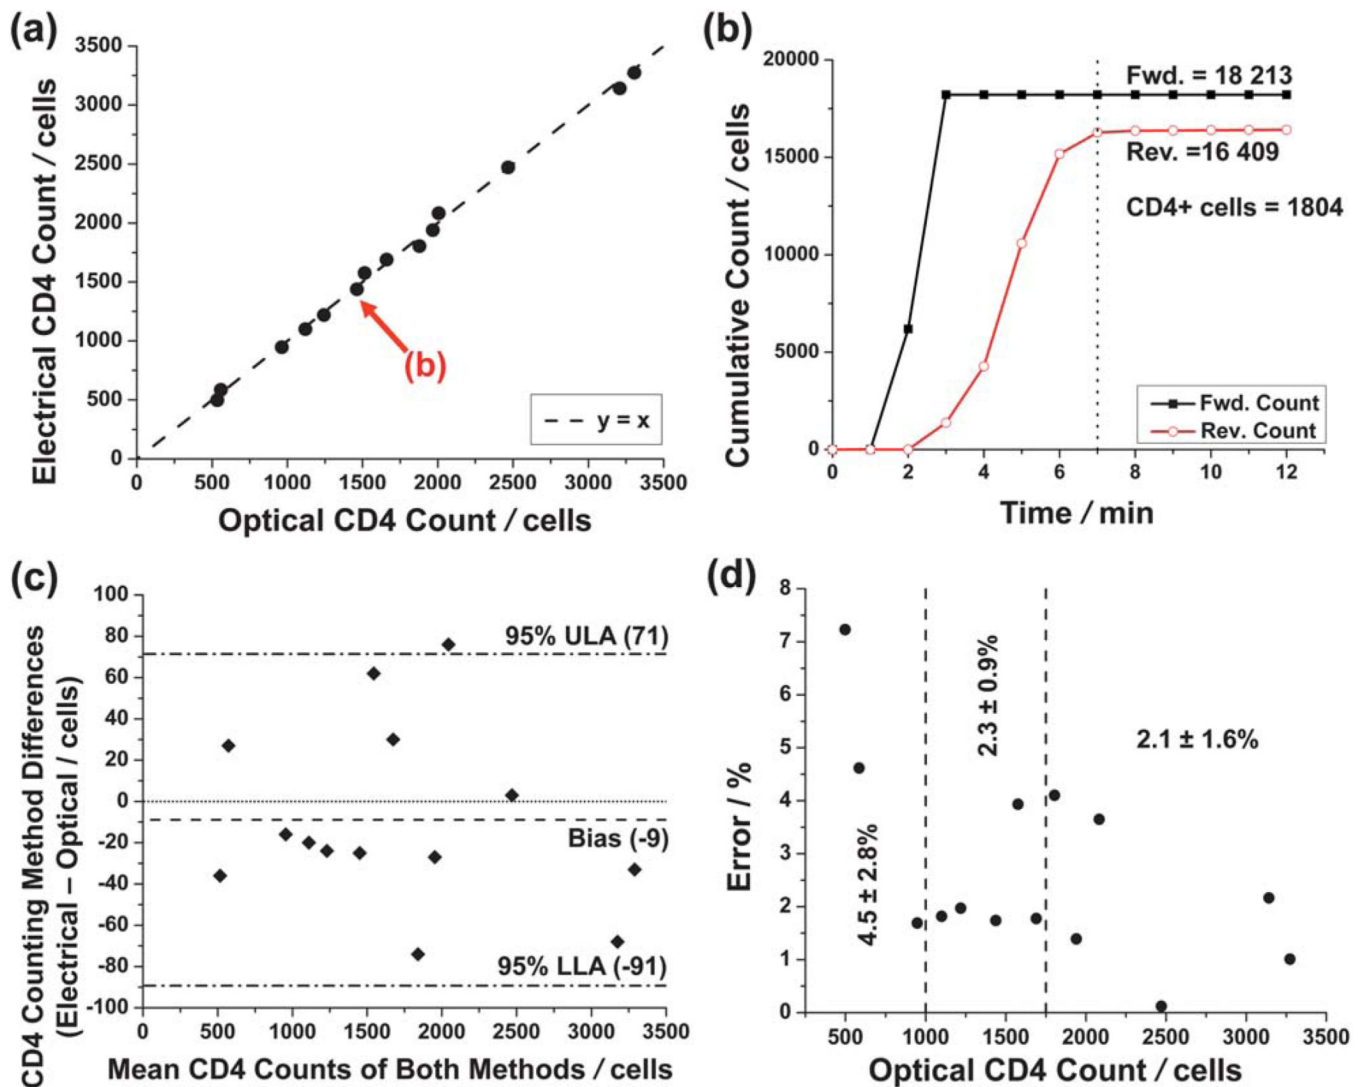 (a)
3500
3000
2500
2000
1500
1000
500
0
Electrical CD4 Count / cells
(b)
y = x
0 500 1000 1500 2000 2500 3000 3500
Optical CD4 Count / cells
(b)
20000
15000
10000
5000
0
Cumulative Count / cells
Fwd. = 18 213
Rev. =16 409
CD4+ cells = 1804
Fwd. Count
Rev. Count
0 2 4 6 8 10 12
Time / min
(c)
100
80
60
40
20
0
-20
-40
-60
-80
-100
CD4 Counting Method Differences
(Electrical – Optical / cells)
95% ULA (71)
Bias (-9)
95% LLA (-91)
0 500 1000 1500 2000 2500 3000 3500
Mean CD4 Counts of Both Methods / cells
(d)
8
7
6
5
4
3
2
1
0
Error / %
4.5 ± 2.8%
2.3 ± 0.9%
2.1 ± 1.6%
500 1000 1500 2000 2500 3000 3500
Optical CD4 Count / cells